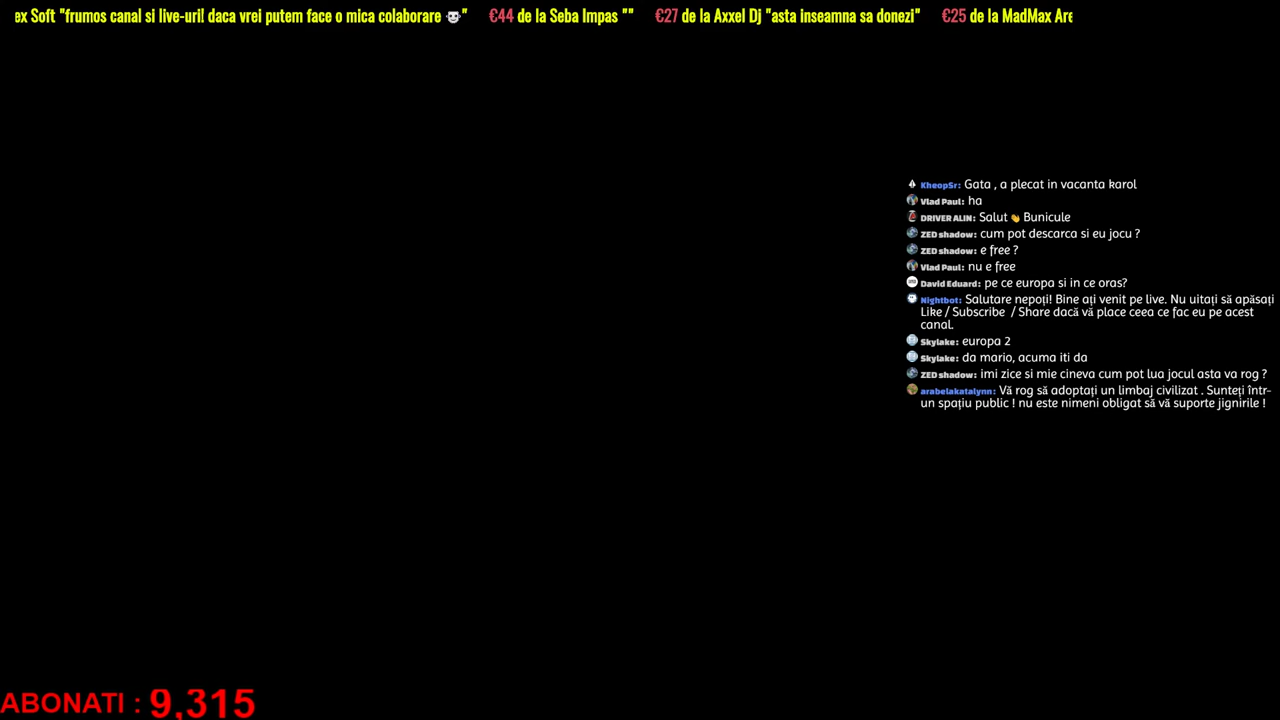 ex Soft "frumos canal si live-uri! daca vrei putem face o mica colaborare " €44 de la Seba Impas "" €27 de la Axxel Dj "asta inseamna sa donezi" €25 de la MadMax Are
KheopSr: Gata , a plecat in vacanta karol
Vlad Paul: ha
DRIVER ALIN: Salut 👋 Bunicule
ZED shadow: cum pot descarca si eu jocu ?
ZED shadow: e free ?
Vlad Paul: nu e free
David Eduard: pe ce europa si in ce oras?
Nightbot: Salutare nepoți! Bine ați venit pe live. Nu uitați să apăsați
Like / Subscribe / Share dacă vă place ceea ce fac eu pe acest
canal.
Skylake: europa 2
Skylake: da mario, acuma iti da
ZED shadow: imi zice si mie cineva cum pot lua jocul asta va rog ?
arabelakatalynn: Vă rog să adoptați un limbaj civilizat . Sunteți într-
un spațiu public ! nu este nimeni obligat să vă suporte jignirile !
ABONATI : 9,315